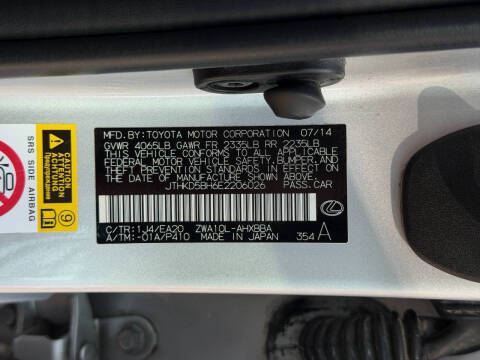 MFD.BY:TOYOTA MOTOR CORPORATION 07/14
GVWR 4065LB GAWR FR 2335LB RR 2235LB
THIS VEHICLE CONFORMS TO ALL APPLICABLE
FEDERAL MOTOR VEHICLE SAFETY, BUMPER, AND
THEFT PREVENTION STANDARDS IN EFFECT ON
THE DATE OF MANUFACTURE SHOWN ABOVE.
JTHKD5BH6E2206026 PASS.CAR
C/TR:1J4/EA20 ZWA10L-AHXBBA
A/TM:-01A/P410 MADE IN JAPAN 354 A
SRS SIDE AIRBAG
9